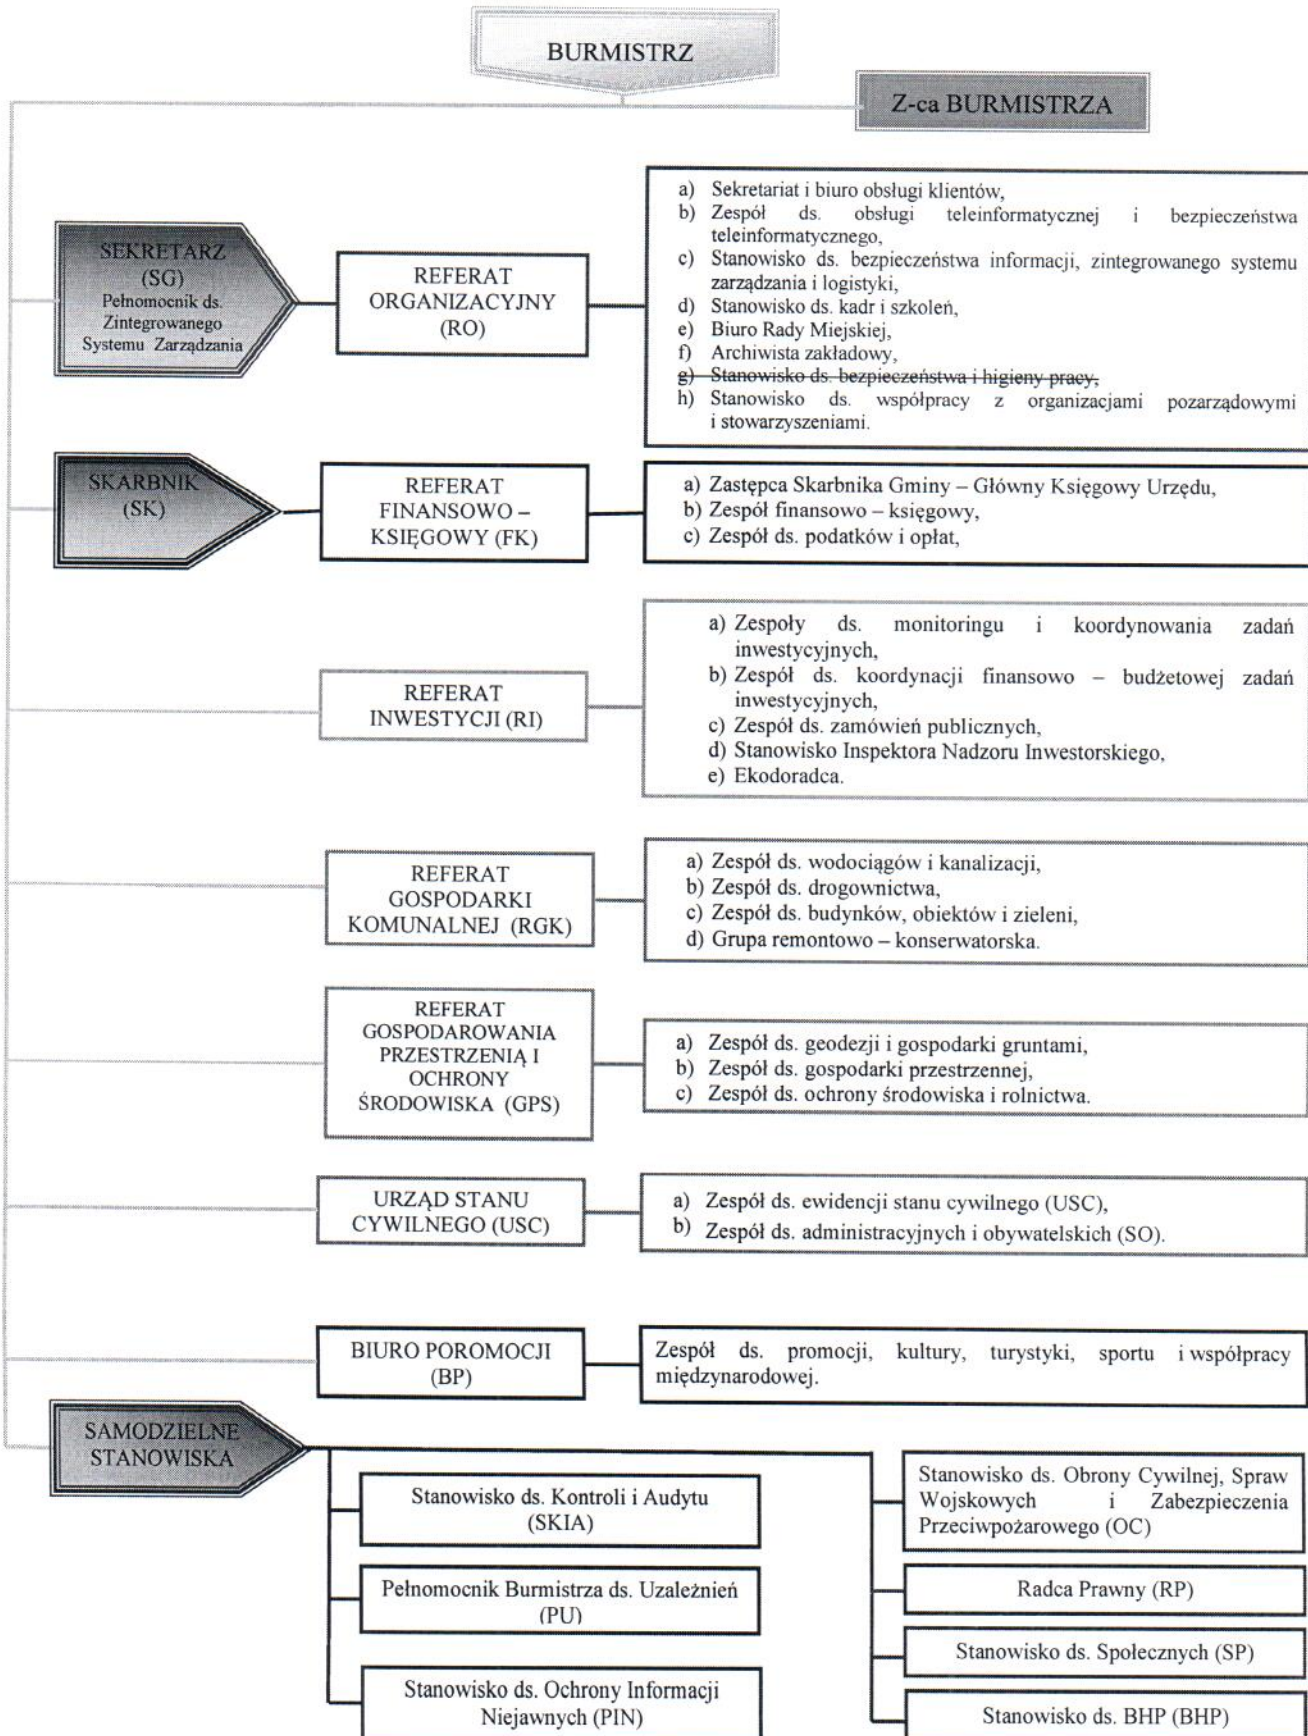 BURMISTRZ
Z-ca BURMISTRZA
SEKRETARZ
(SG)
Pełnomocnik ds.
Zintegrowanego
Systemu Zarządzania
REFERAT
ORGANIZACYJNY
(RO)
a) Sekretariat i biuro obsługi klientów,
b) Zespół ds. obsługi teleinformatycznej i bezpieczeństwa
teleinformatycznego,
c) Stanowisko ds. bezpieczeństwa informacji, zintegrowanego systemu
zarządzania i logistyki,
d) Stanowisko ds. kadr i szkoleń,
e) Biuro Rady Miejskiej,
f) Archiwista zakładowy,
g) Stanowisko ds. bezpieczeństwa i higieny pracy,
h) Stanowisko ds. współpracy z organizacjami pozarządowymi
i stowarzyszeniami.
SKARBNIK
(SK)
REFERAT
FINANSOWO –
KSIĘGOWY (FK)
a) Zastępca Skarbnika Gminy – Główny Księgowy Urzędu,
b) Zespół finansowo – księgowy,
c) Zespół ds. podatków i opłat,
REFERAT
INWESTYCJI (RI)
a) Zespoły ds. monitoringu i koordynowania zadań
inwestycyjnych,
b) Zespół ds. koordynacji finansowo – budżetowej zadań
inwestycyjnych,
c) Zespół ds. zamówień publicznych,
d) Stanowisko Inspektora Nadzoru Inwestorskiego,
e) Ekodoradca.
REFERAT
GOSPODARKI
KOMUNALNEJ (RGK)
a) Zespół ds. wodociągów i kanalizacji,
b) Zespół ds. drogownictwa,
c) Zespół ds. budynków, obiektów i zieleni,
d) Grupa remontowo – konserwatorska.
REFERAT
GOSPODAROWANIA
PRZESTRZENIĄ I
OCHRONY
ŚRODOWISKA (GPS)
a) Zespół ds. geodezji i gospodarki gruntami,
b) Zespół ds. gospodarki przestrzennej,
c) Zespół ds. ochrony środowiska i rolnictwa.
URZĄD STANU
CYWILNEGO (USC)
a) Zespół ds. ewidencji stanu cywilnego (USC),
b) Zespół ds. administracyjnych i obywatelskich (SO).
BIURO POROMOCJI
(BP)
Zespół ds. promocji, kultury, turystyki, sportu i współpracy
międzynarodowej.
SAMODZIELNE
STANOWISKA
Stanowisko ds. Kontroli i Audytu
(SKIA)
Pełnomocnik Burmistrza ds. Uzależnień
(PU)
Stanowisko ds. Ochrony Informacji
Niejawnych (PIN)
Stanowisko ds. Obrony Cywilnej, Spraw
Wojskowych i Zabezpieczenia
Przeciwpożarowego (OC)
Radca Prawny (RP)
Stanowisko ds. Społecznych (SP)
Stanowisko ds. BHP (BHP)